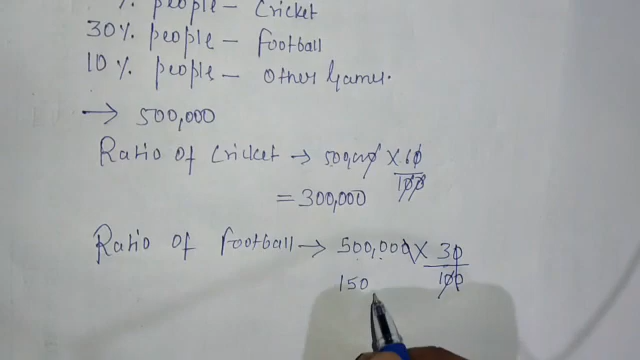 % people - Cricket
30% people - football
10% people - other Games.
→ 500,000
Ratio of Cricket → 500,000 × 60/100
= 300,000
Ratio of football → 500,000 × 30/100
150